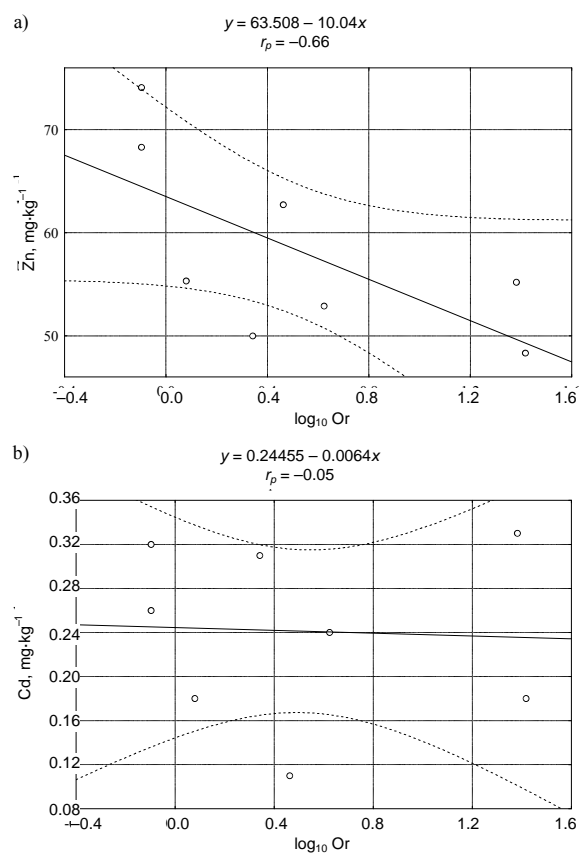 a)
y = 63.508 – 10.04x
rₚ = –0.66
70
60
50
Zn, mg·kg⁻¹
–0.4 0.0 0.4 0.8 1.2 1.6
log₁₀ Or
b)
y = 0.24455 – 0.0064x
rₚ = –0.05
0.36
0.32
0.28
0.24
0.20
0.16
0.12
0.08
Cd, mg·kg⁻¹
–0.4 0.0 0.4 0.8 1.2 1.6
log₁₀ Or